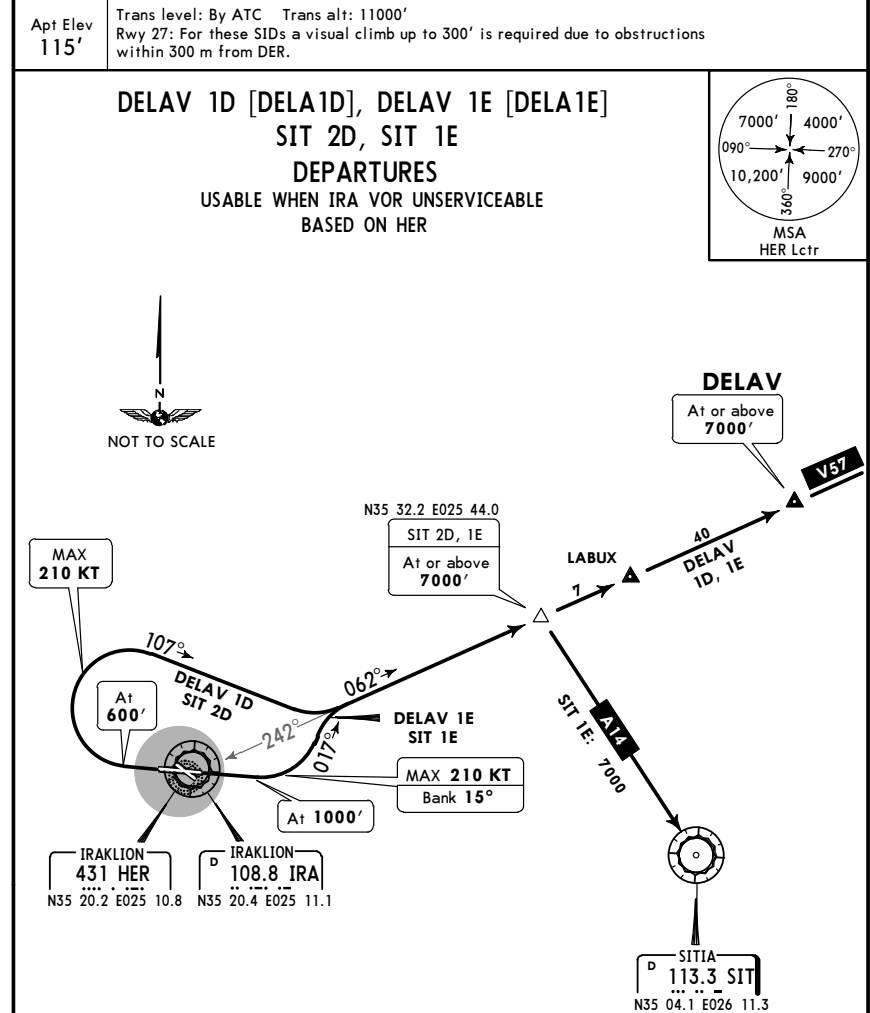 Apt Elev
115'
Trans level: By ATC Trans alt: 11000'
Rwy 27: For these SIDs a visual climb up to 300' is required due to obstructions
within 300 m from DER.
DELAV 1D [DELA1D], DELAV 1E [DELA1E]
SIT 2D, SIT 1E
DEPARTURES
USABLE WHEN IRA VOR UNSERVICEABLE
BASED ON HER
180°
7000' 4000'
090° 270°
10,200' 9000'
360°
MSA
HER Lctr
N
NOT TO SCALE
DELAV
At or above
7000'
V57
N35 32.2 E025 44.0
SIT 2D, 1E
At or above
7000'
LABUX
7
40
DELAV
1D, 1E
MAX
210 KT
107°
DELAV 1D
SIT 2D
062°
At
600'
242°
017°
DELAV 1E
SIT 1E
A14
SIT 1E: 7000
MAX 210 KT
Bank 15°
At 1000'
IRAKLION
431 HER
N35 20.2 E025 10.8
IRAKLION
D 108.8 IRA
N35 20.4 E025 11.1
SITIA
D 113.3 SIT
N35 04.1 E026 11.3